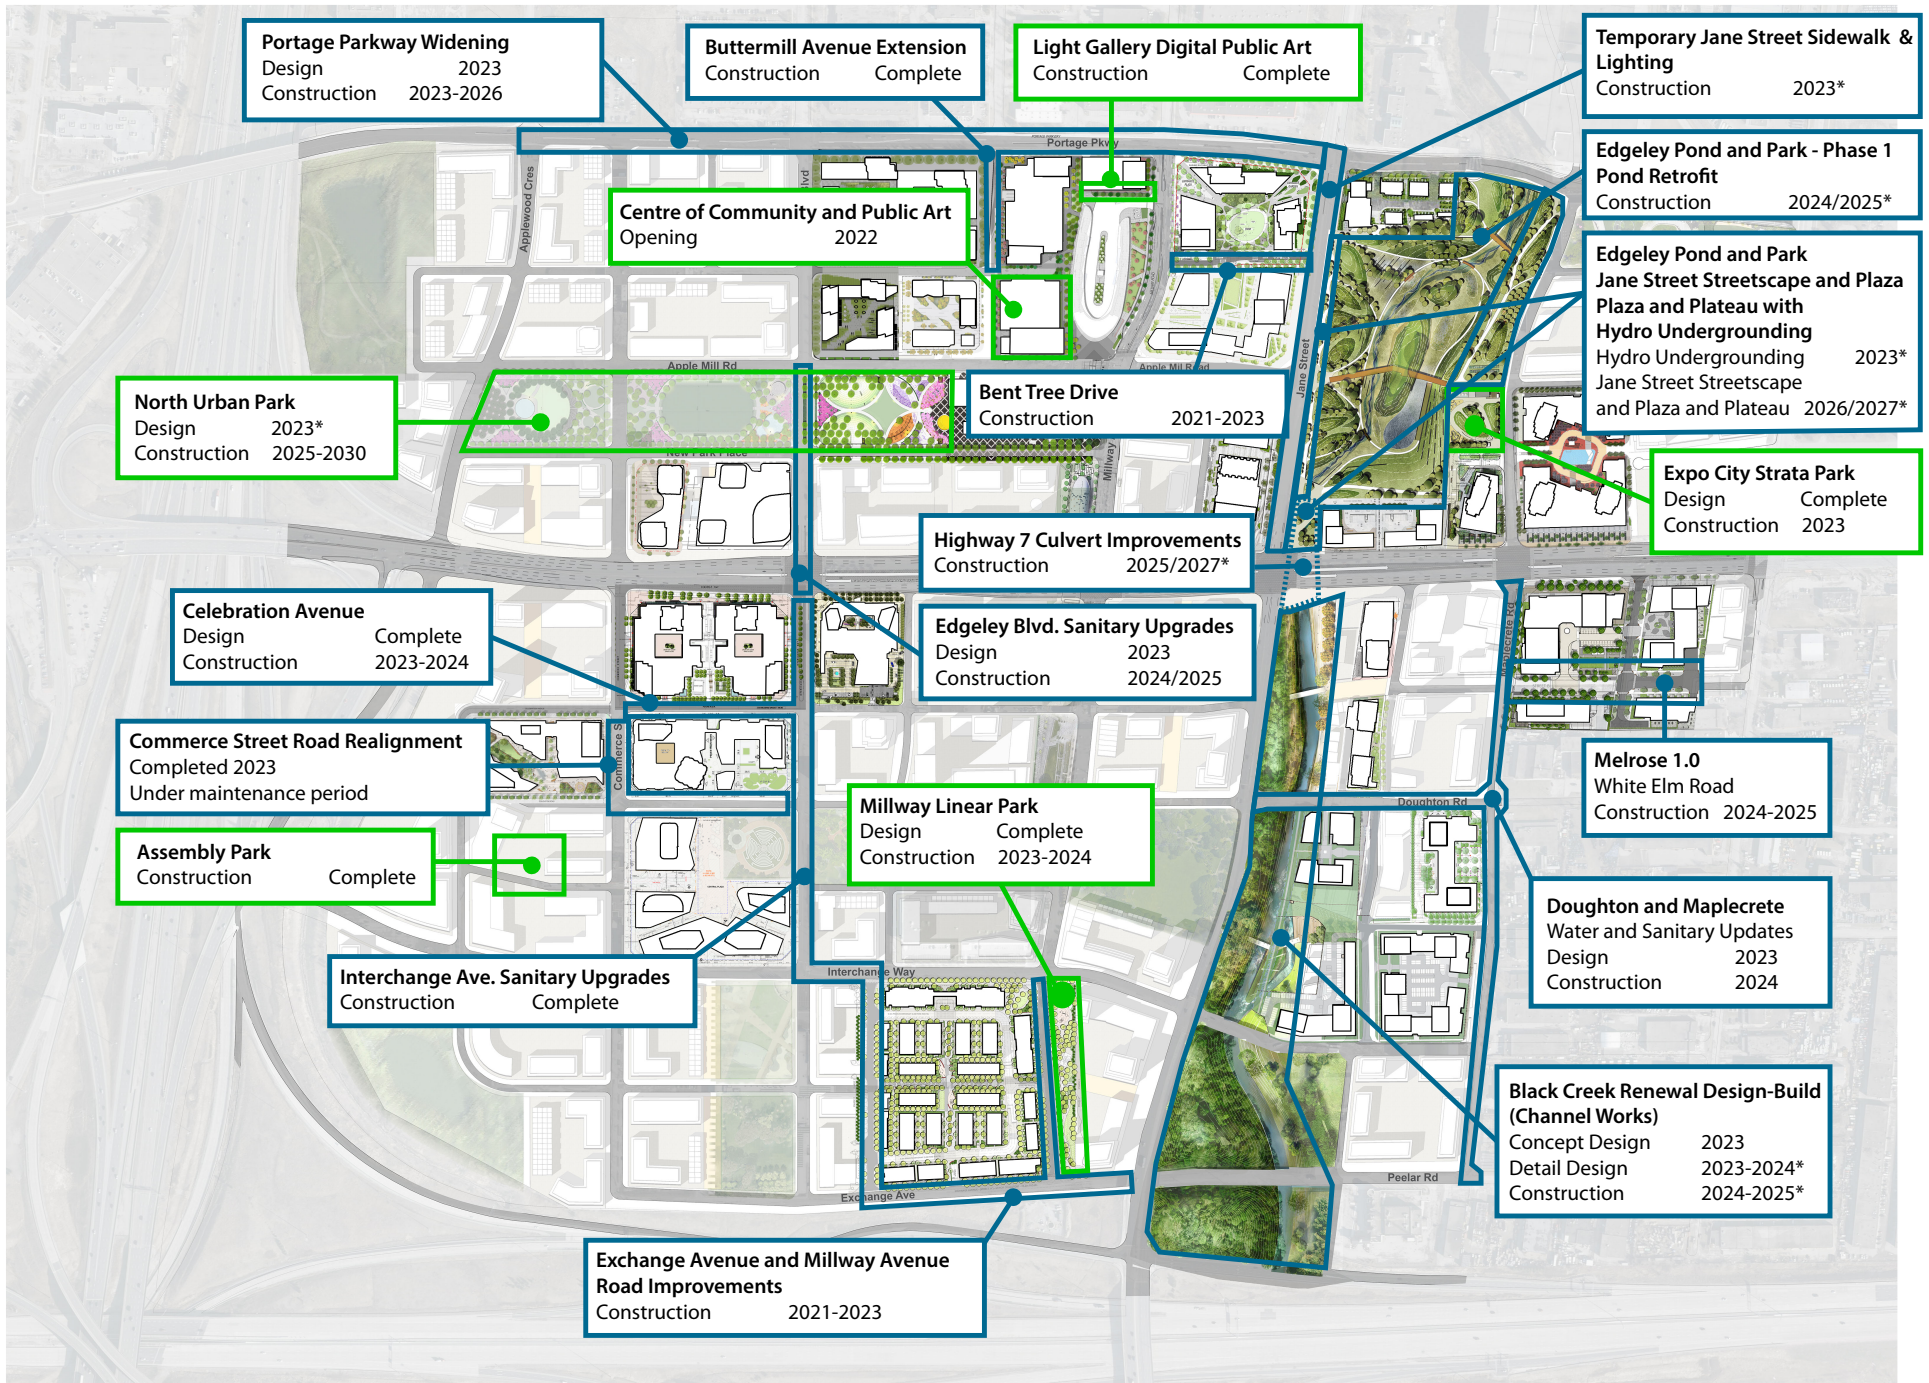 Portage Parkway Widening
Design 2023
Construction 2023-2026
Buttermill Avenue Extension
Construction Complete
Light Gallery Digital Public Art
Construction Complete
Temporary Jane Street Sidewalk &
Lighting
Construction 2023*
Edgeley Pond and Park - Phase 1
Pond Retrofit
Construction 2024/2025*
Portage Pkwy
Applewood Cres
Blvd
Centre of Community and Public Art
Opening 2022
Edgeley Pond and Park
Jane Street Streetscape and Plaza
Plaza and Plateau with
Hydro Undergrounding
Hydro Undergrounding 2023*
Jane Street Streetscape
and Plaza and Plateau 2026/2027*
Jane Street
Apple Mill Rd
Apple Mil Road
North Urban Park
Design 2023*
Construction 2025-2030
Bent Tree Drive
Construction 2021-2023
New Park Place
Millway
Expo City Strata Park
Design Complete
Construction 2023
Highway 7 Culvert Improvements
Construction 2025/2027*
Celebration Avenue
Design Complete
Construction 2023-2024
Edgeley Blvd. Sanitary Upgrades
Design 2023
Construction 2024/2025
Maplecrete Rd
Commerce Street Road Realignment
Completed 2023
Under maintenance period
Commerce S
Melrose 1.0
White Elm Road
Construction 2024-2025
Millway Linear Park
Design Complete
Construction 2023-2024
Doughton Rd
Assembly Park
Construction Complete
Doughton and Maplecrete
Water and Sanitary Updates
Design 2023
Construction 2024
Interchange Ave. Sanitary Upgrades
Construction Complete
Interchange Way
Black Creek Renewal Design-Build
(Channel Works)
Concept Design 2023
Detail Design 2023-2024*
Construction 2024-2025*
Peelar Rd
Exchange Ave
Exchange Avenue and Millway Avenue
Road Improvements
Construction 2021-2023